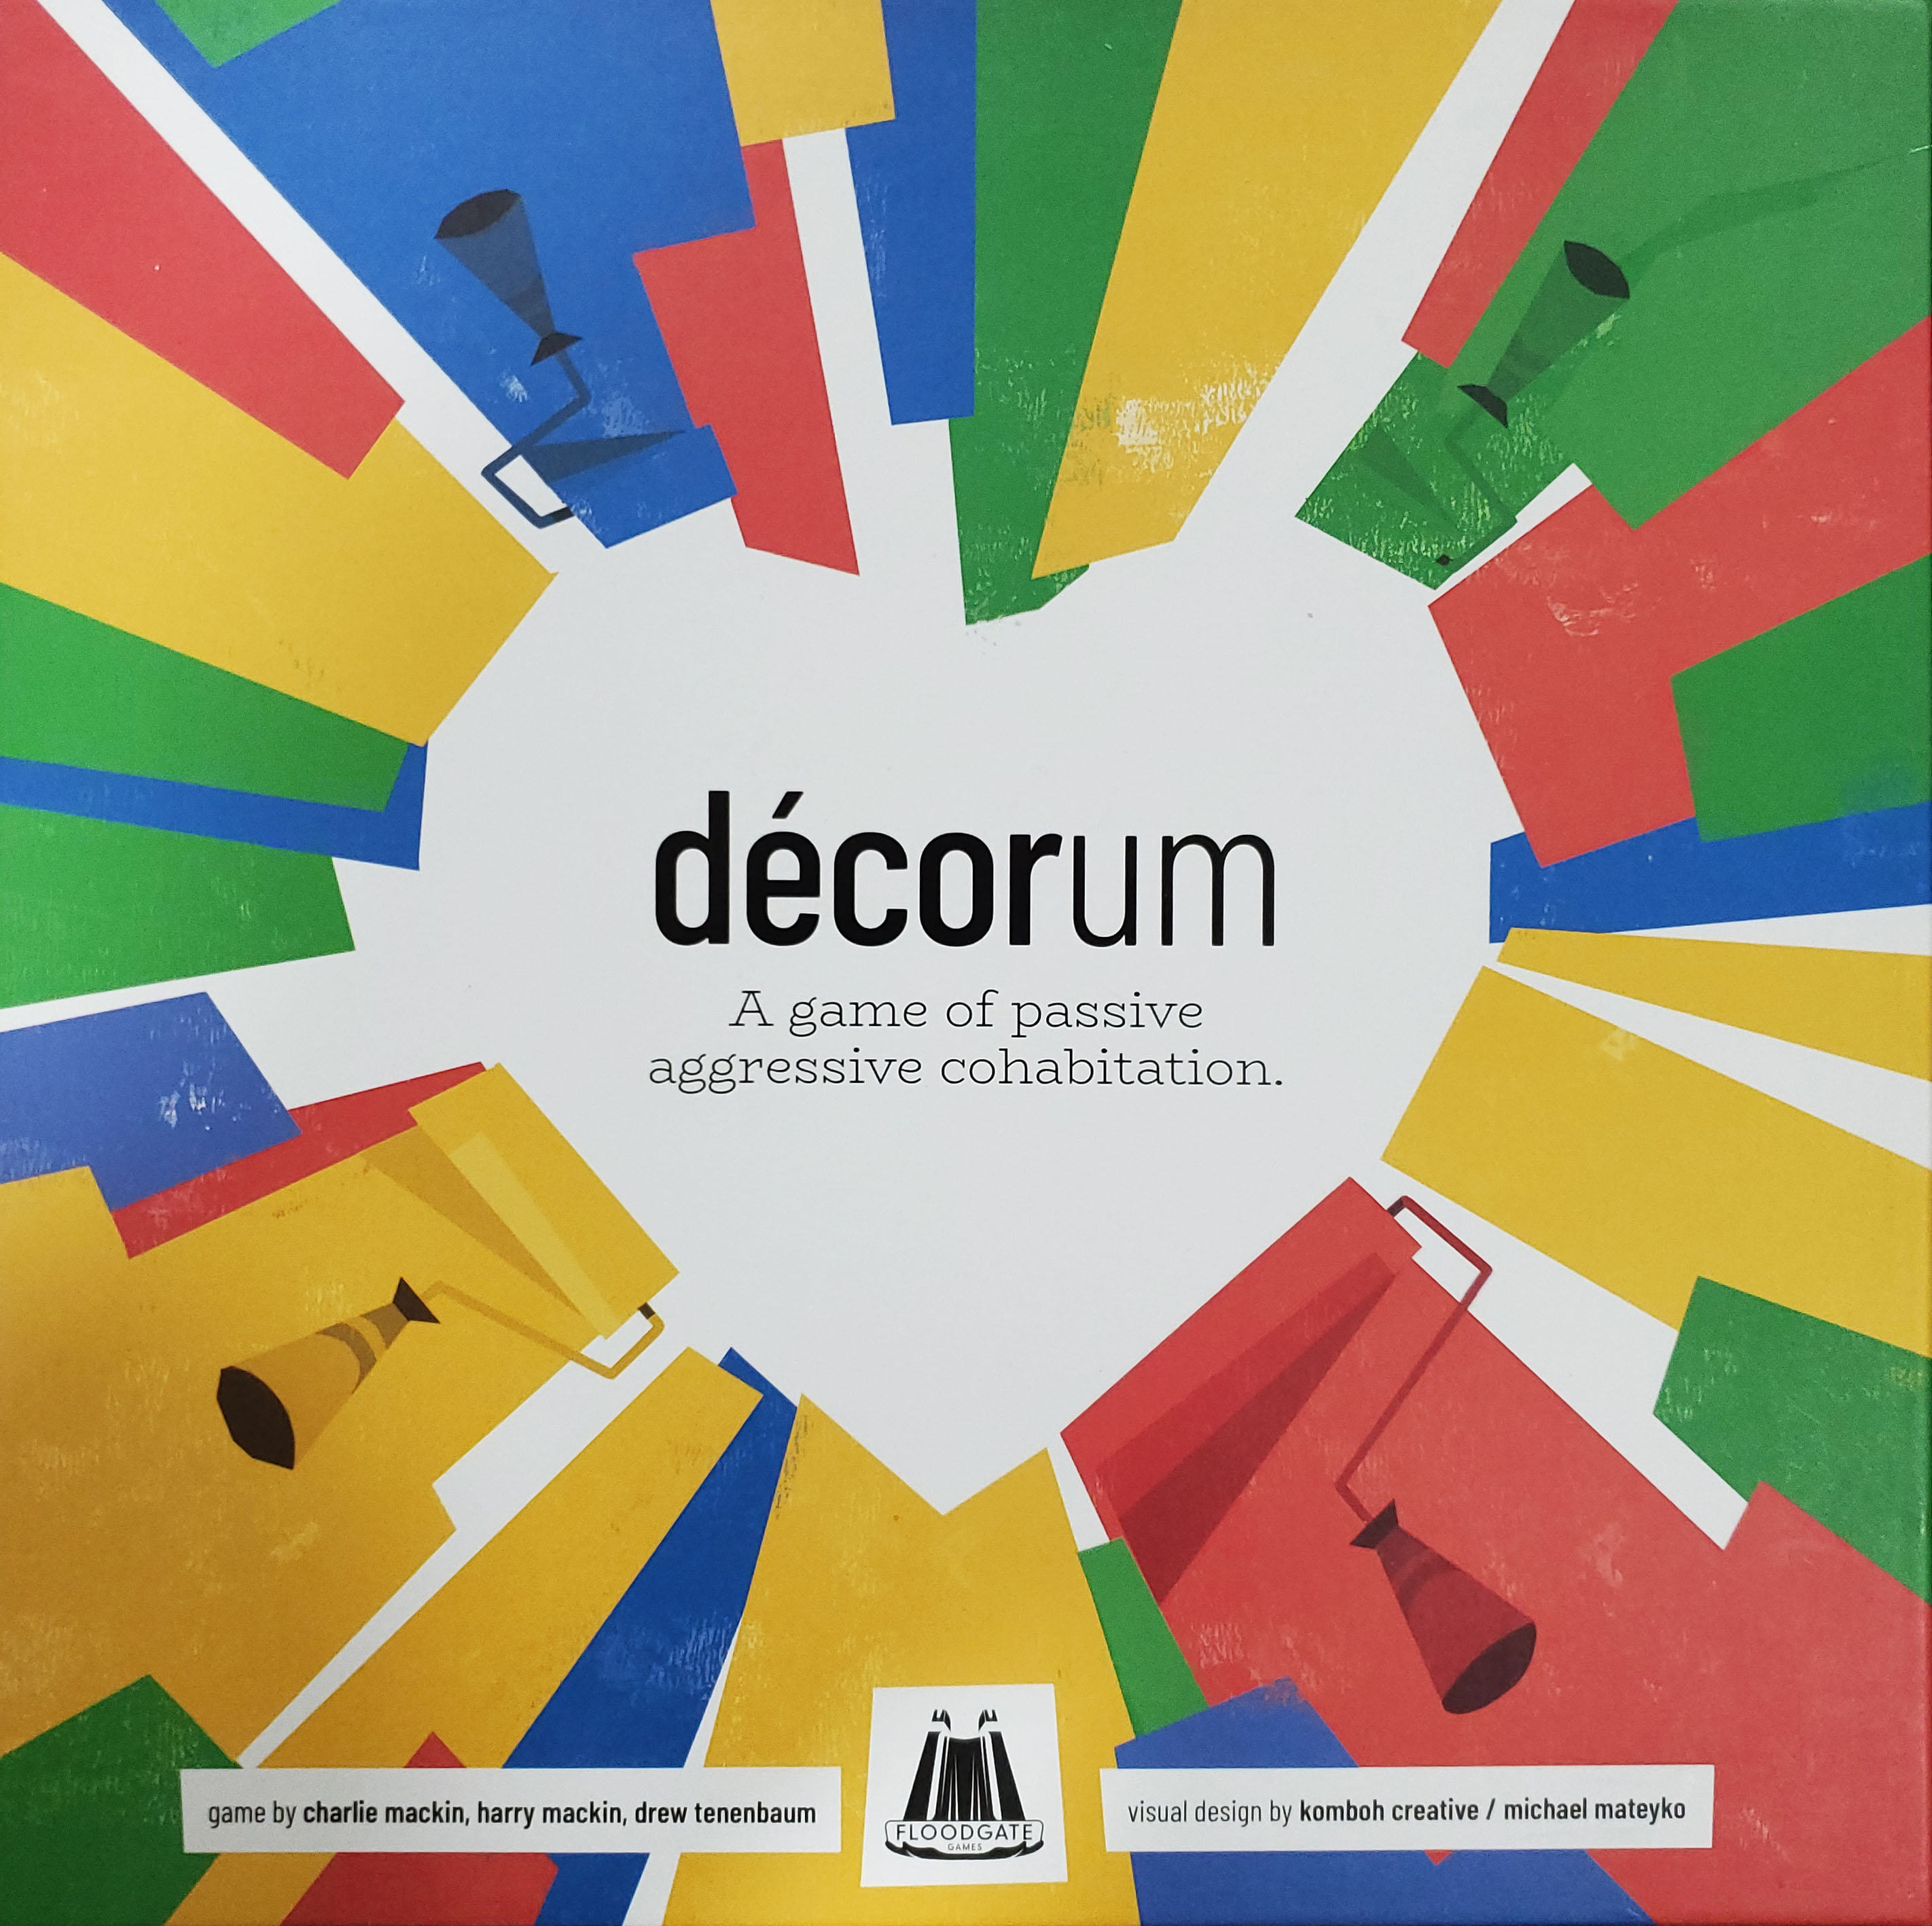 décorum
A game of passive
aggressive cohabitation.
game by charlie mackin, harry mackin, drew tenenbaum
FLOODGATE
GAMES
visual design by komboh creative / michael mateyko